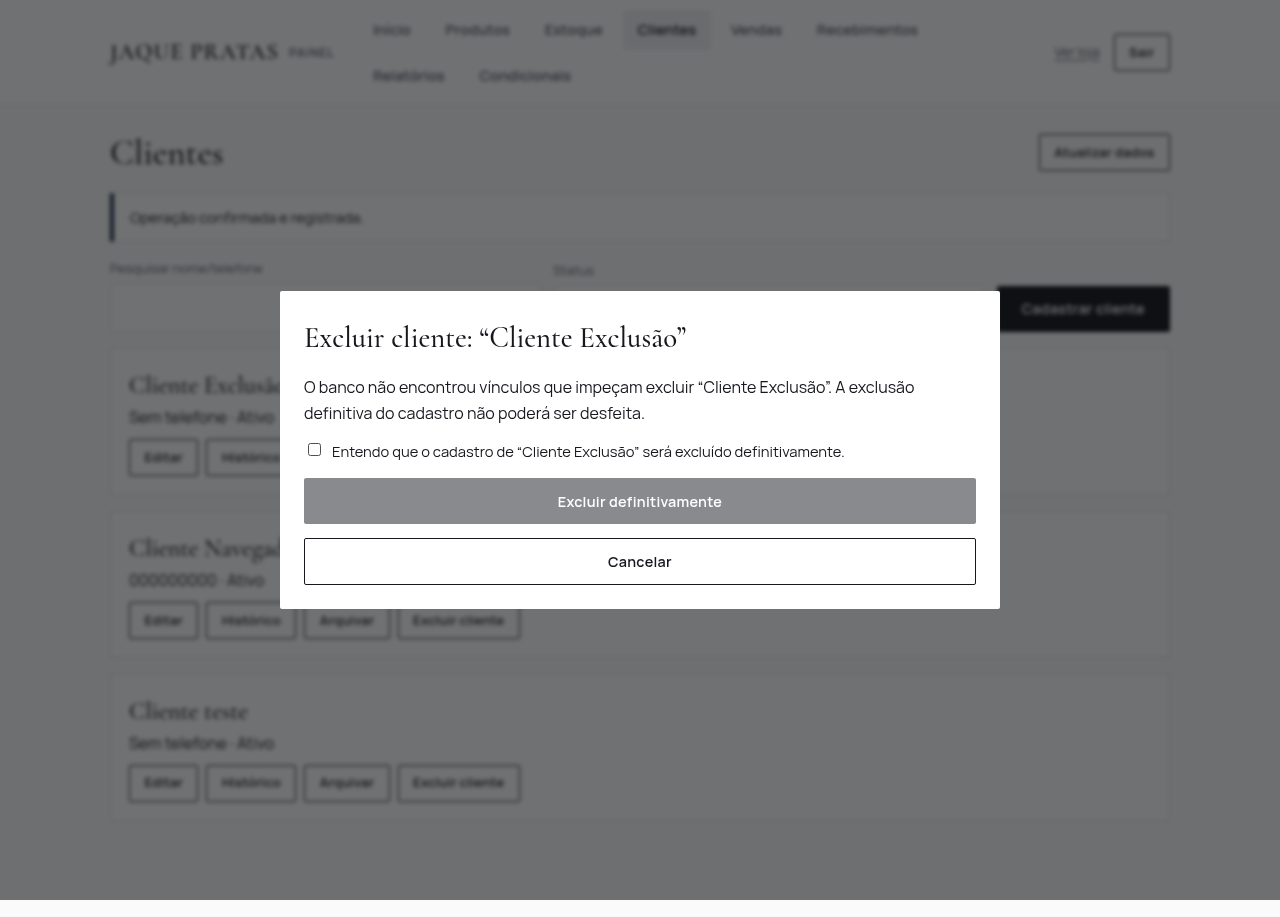 JAQUE PRATAS PAINEL
Início Produtos Estoque Clientes Vendas Recebimentos
Relatórios Condicionais
Ver loja Sair
Clientes
Atualizar dados
Operação confirmada e registrada.
Pesquisar nome/telefone Status
Cadastrar cliente
Excluir cliente: “Cliente Exclusão”
O banco não encontrou vínculos que impeçam excluir “Cliente Exclusão”. A exclusão
definitiva do cadastro não poderá ser desfeita.
Entendo que o cadastro de “Cliente Exclusão” será excluído definitivamente.
Excluir definitivamente
Cancelar
Cliente Exclusão
Sem telefone · Ativo
Editar Histórico
Cliente
000000000 · Ativo
Editar Histórico Arquivar Excluir cliente
Cliente teste
Sem telefone · Ativo
Editar Histórico Arquivar Excluir cliente